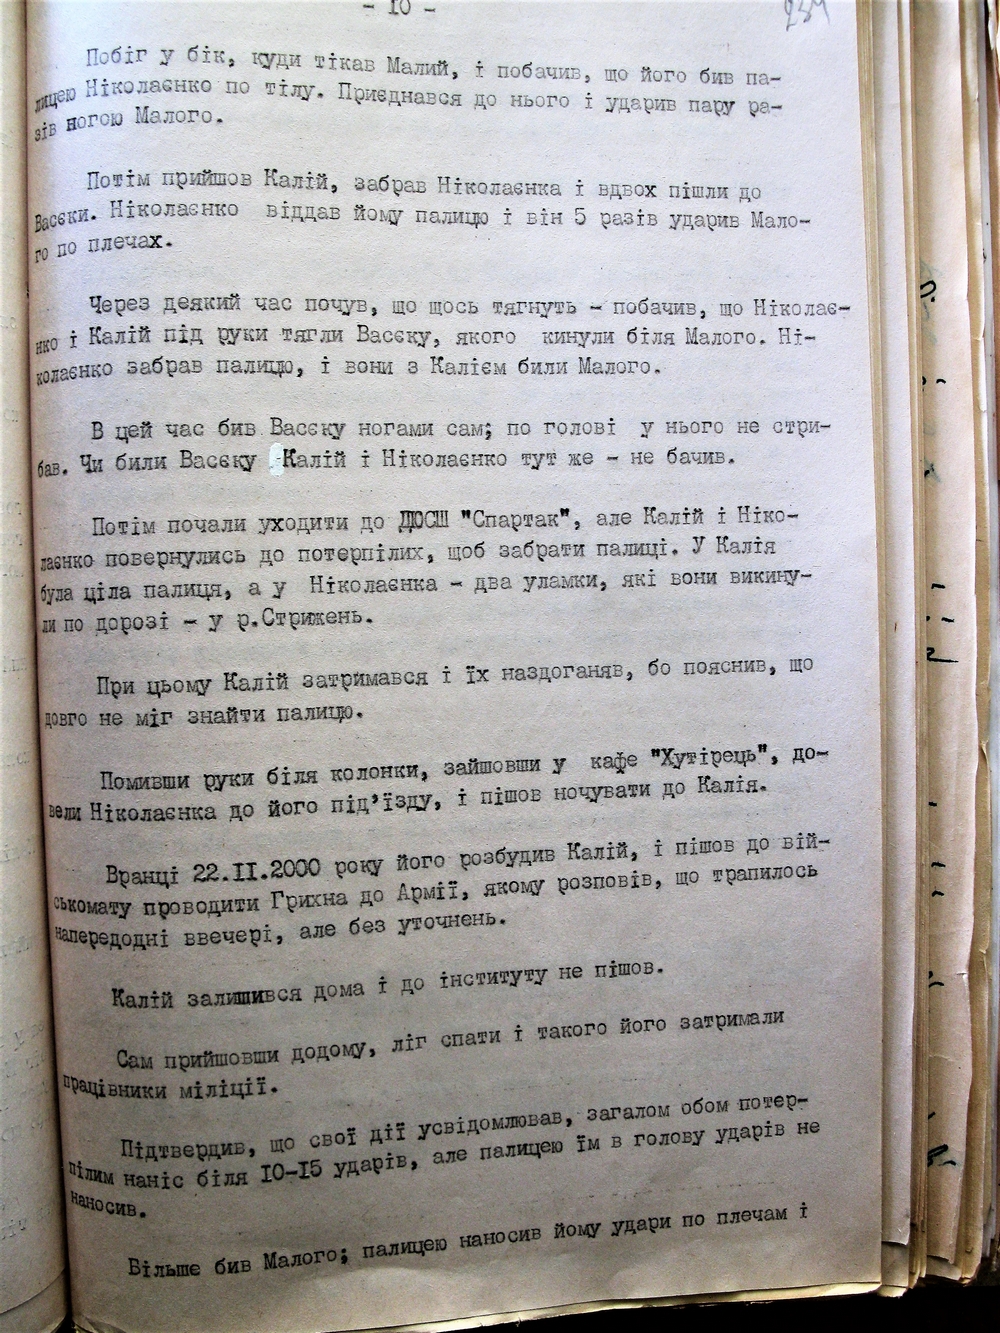 - 10 -
234
Побіг у бік, куди тікав Малий, і побачив, що його бив па-
лицею Ніколаєнко по тілу. Приєднався до нього і ударив пару ра-
зів ногою Малого.
Потім прийшов Калій, забрав Ніколаєнка і вдвох пішли до
Васєки. Ніколаєнко віддав йому палицю і він 5 разів ударив Мало-
го по плечах.
Через деякий час почув, що щось тягнуть - побачив, що Ніколає-
нко і Калій під руки тягли Васєку, якого кинули біля Малого. Ні-
колаєнко забрав палицю, і вони з Калієм били Малого.
В цей час бив Васєку ногами сам; по голові у нього не стри-
бав. Чи били Васєку Калій і Ніколаєнко тут же - не бачив.
Потім почали уходити до ДЮСШ "Спартак", але Калій і Ніко-
лаєнко повернулись до потерпілих, щоб забрати палиці. У Калія
була ціла палиця, а у Ніколаєнка - два уламки, які вони викину-
ли по дорозі - у р.Стрижень.
При цьому Калій затримався і їх наздоганяв, бо пояснив, що
довго не міг знайти палицю.
Помивши руки біля колонки, зайшовши у кафе "Хутірець", до-
вели Ніколаєнка до його під'їзду, і пішов ночувати до Калія.
Вранці 22.II.2000 року його розбудив Калій, і пішов до вій-
ськомату проводити Грихна до Армії, якому розповів, що трапилось
напередодні ввечері, але без уточнень.
Калій залишився дома і до інституту не пішов.
Сам прийшовши додому, ліг спати і такого його затримали
працівники міліції.
Підтвердив, що свої дії усвідомлював, загалом обом потер-
пілим наніс біля IO-I5 ударів, але палицею їм в голову ударів не
наносив.
Більше бив Малого; палицею наносив йому удари по плечам і